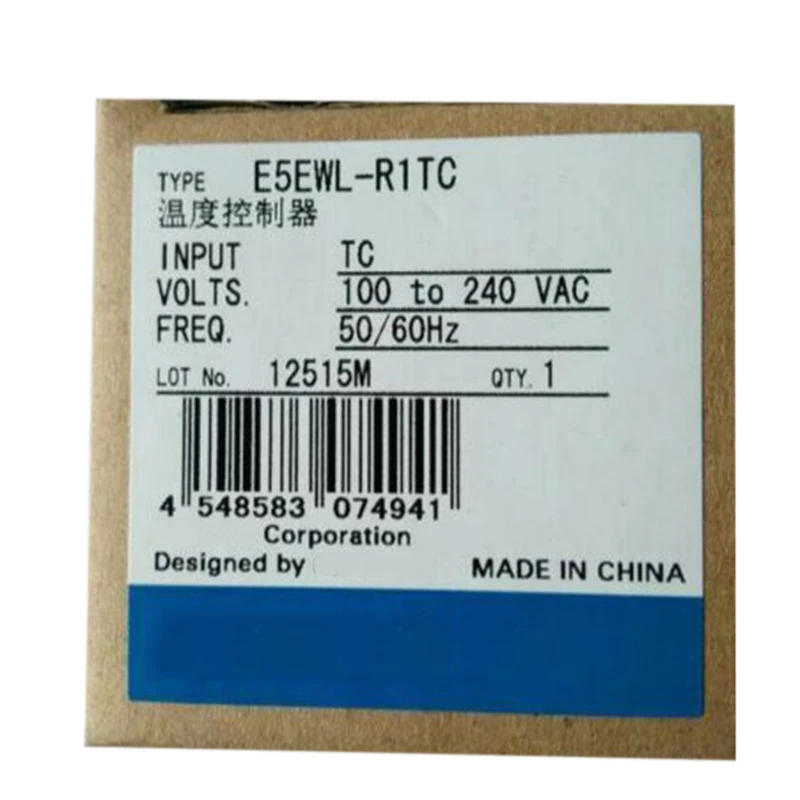 TYPE E5EWL-R1TC
温度控制器
INPUT TC
VOLTS. 100 to 240 VAC
FREQ. 50/60Hz
LOT No. 12515M QTY. 1
4 548583 074941
Corporation
Designed by
MADE IN CHINA